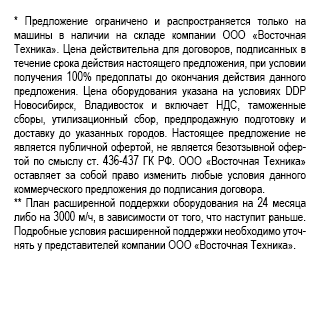 * Предложение ограничено и распространяется только на
машины в наличии на складе компании ООО «Восточная
Техника». Цена действительна для договоров, подписанных в
течение срока действия настоящего предложения, при условии
получения 100% предоплаты до окончания действия данного
предложения. Цена оборудования указана на условиях DDP
Новосибирск, Владивосток и включает НДС, таможенные
сборы, утилизационный сбор, предпродажную подготовку и
доставку до указанных городов. Настоящее предложение не
является публичной офертой, не является безотзывной офер-
той по смыслу ст. 436-437 ГК РФ. ООО «Восточная Техника»
оставляет за собой право изменить любые условия данного
коммерческого предложения до подписания договора.
** План расширенной поддержки оборудования на 24 месяца
либо на 3000 м/ч, в зависимости от того, что наступит раньше.
Подробные условия расширенной поддержки необходимо уточ-
нять у представителей компании ООО «Восточная Техника».